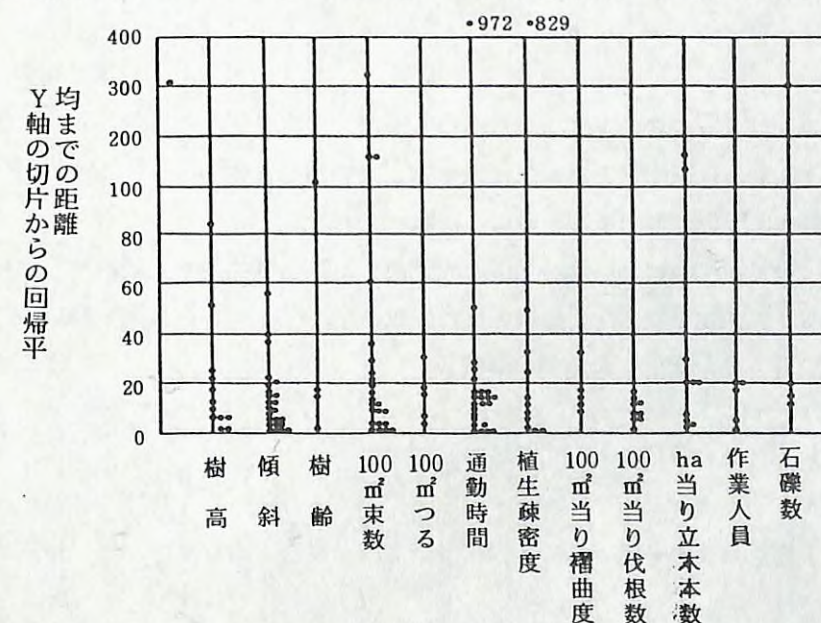 ・972 ・829
400
300
200
100
80
60
40
20
0
Y軸の切片からの回帰平
均までの距離
樹高
傾斜
樹齢
100㎡束数
100㎡つる
通勤時間
植生疎密度
100㎡当り褶曲度
100㎡当り伐根数
ha当り立木本数
作業人員
石礫数